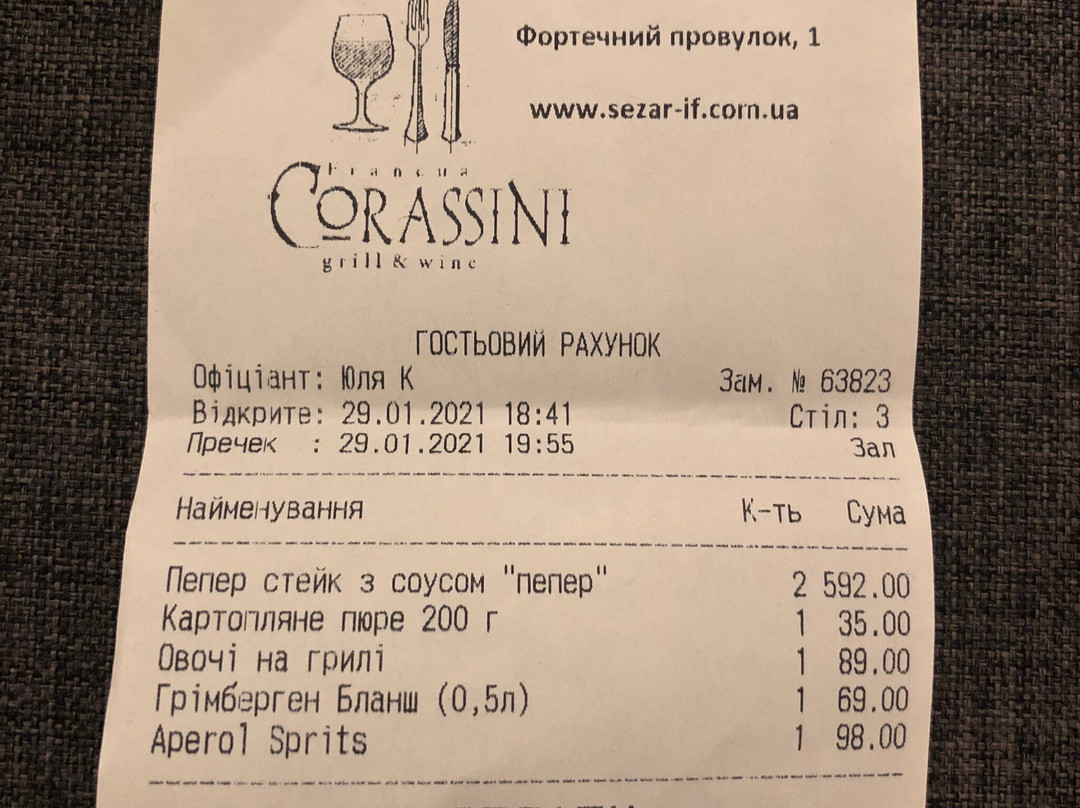 Фортечний провулок, 1
www.sezar-if.com.ua
Francua
CORASSINI
grill & wine
ГОСТЬОВИЙ РАХУНОК
Офіціант: Юля К Зам. № 63823
Відкрите: 29.01.2021 18:41 Стіл: 3
Пречек : 29.01.2021 19:55 Зал
Найменування К-ть Сума
Пепер стейк з соусом "пепер" 2 592.00
Картопляне пюре 200 г 1 35.00
Овочі на грилі 1 89.00
Грімберген Бланш (0,5л) 1 69.00
Aperol Sprits 1 98.00